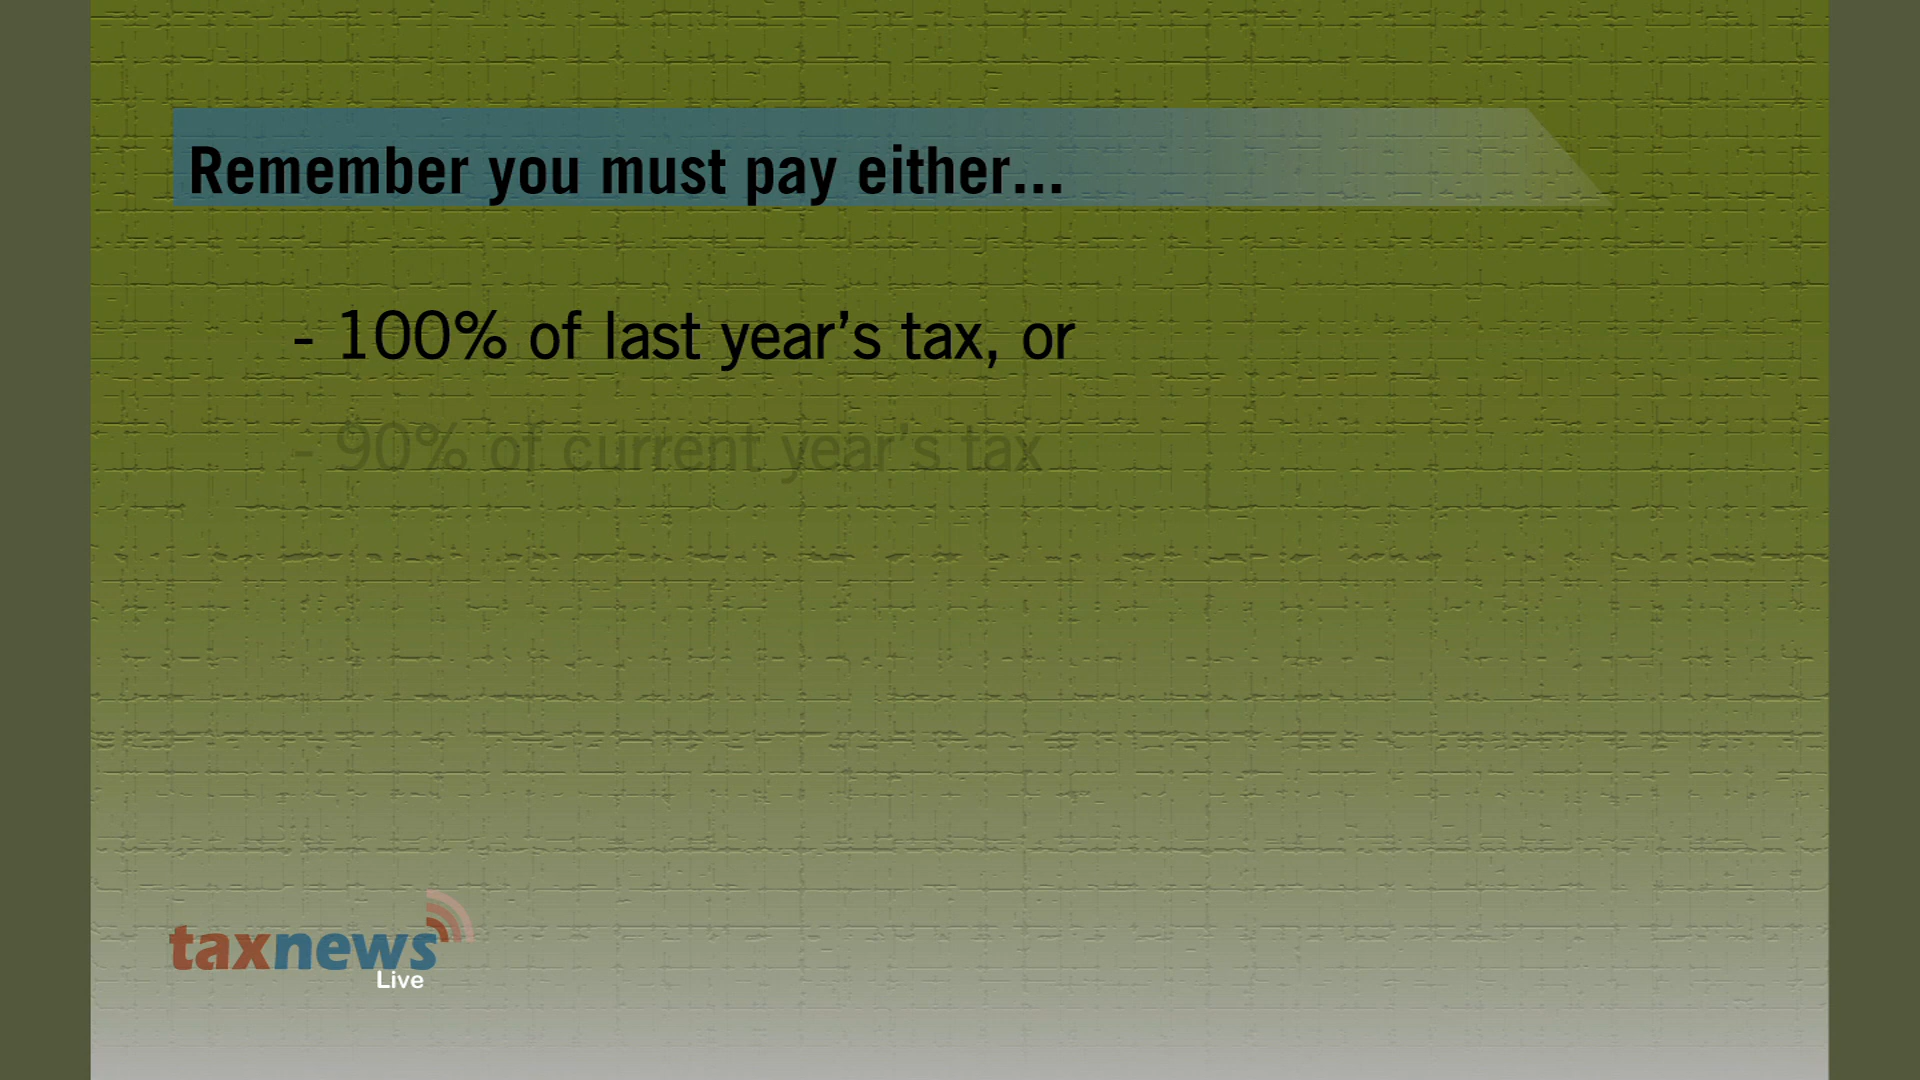 Remember you must pay either...
- 100% of last year’s tax, or
- 90% of current year’s tax
taxnews
Live